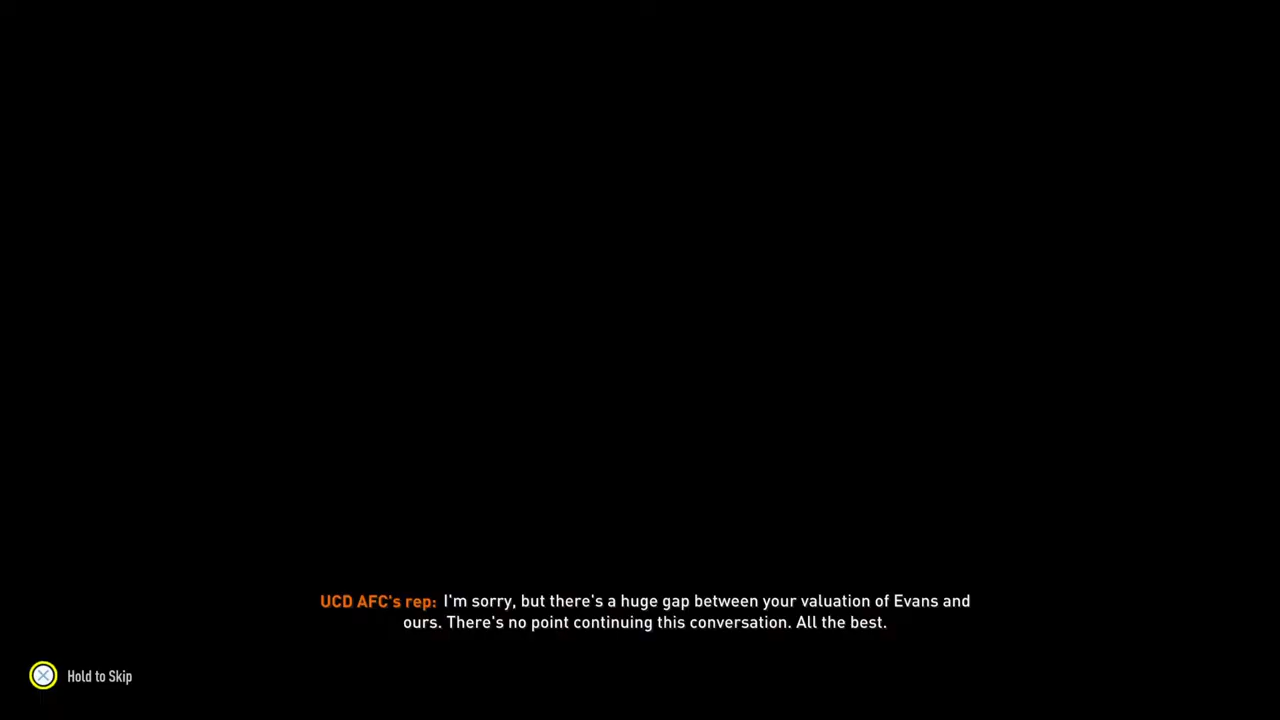 UCD AFC's rep: I'm sorry, but there's a huge gap between your valuation of Evans and
ours. There's no point continuing this conversation. All the best.
Hold to Skip